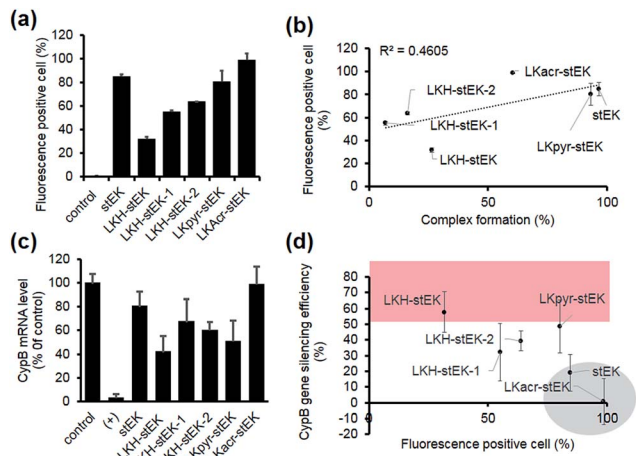 (a)
Fluorescence positive cell (%)
120
100
80
60
40
20
0
control
stEK
LKH-stEK
LKH-stEK-1
LKH-stEK-2
LKpyr-stEK
LKAcr-stEK
(b)
Fluorescence positive cell
(%)
120
100
80
60
40
20
0
R² = 0.4605
LKacr-stEK
LKH-stEK-2
LKH-stEK-1
stEK
LKpyr-stEK
LKH-stEK
0
50
100
Complex formation (%)
(c)
CypB mRNA level
(% 0f control)
120
100
80
60
40
20
0
control
(+)
stEK
LKH-stEK
LKH-stEK-1
LKH-stEK-2
Kpyr-stEK
Kacr-stEK
(d)
CypB gene silencing efficiency
(%)
90
80
70
60
50
40
30
20
10
0
-10
-20
LKH-stEK
LKpyr-stEK
LKH-stEK-2
LKH-stEK-1
stEK
LKacr-stEK
0
50
100
Fluorescence positive cell (%)